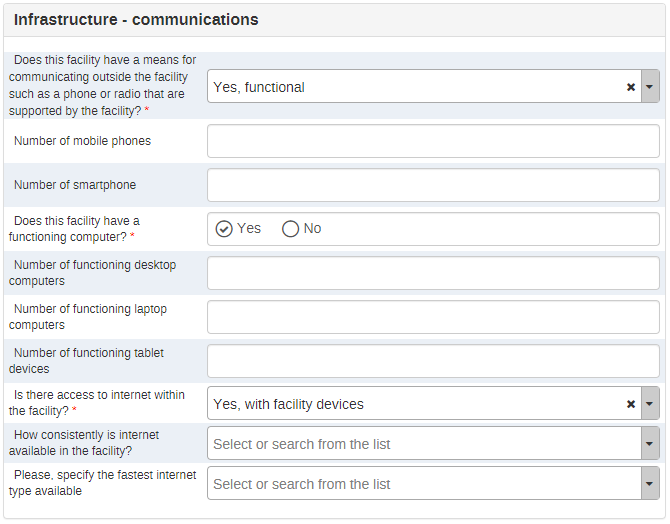 Infrastructure - communications
Does this facility have a means for
communicating outside the facility
such as a phone or radio that are
supported by the facility? *
Yes, functional
Number of mobile phones
Number of smartphone
Does this facility have a
functioning computer? *
Yes No
Number of functioning desktop
computers
Number of functioning laptop
computers
Number of functioning tablet
devices
Is there access to internet within
the facility? *
Yes, with facility devices
How consistently is internet
available in the facility?
Select or search from the list
Please, specify the fastest internet
type available
Select or search from the list